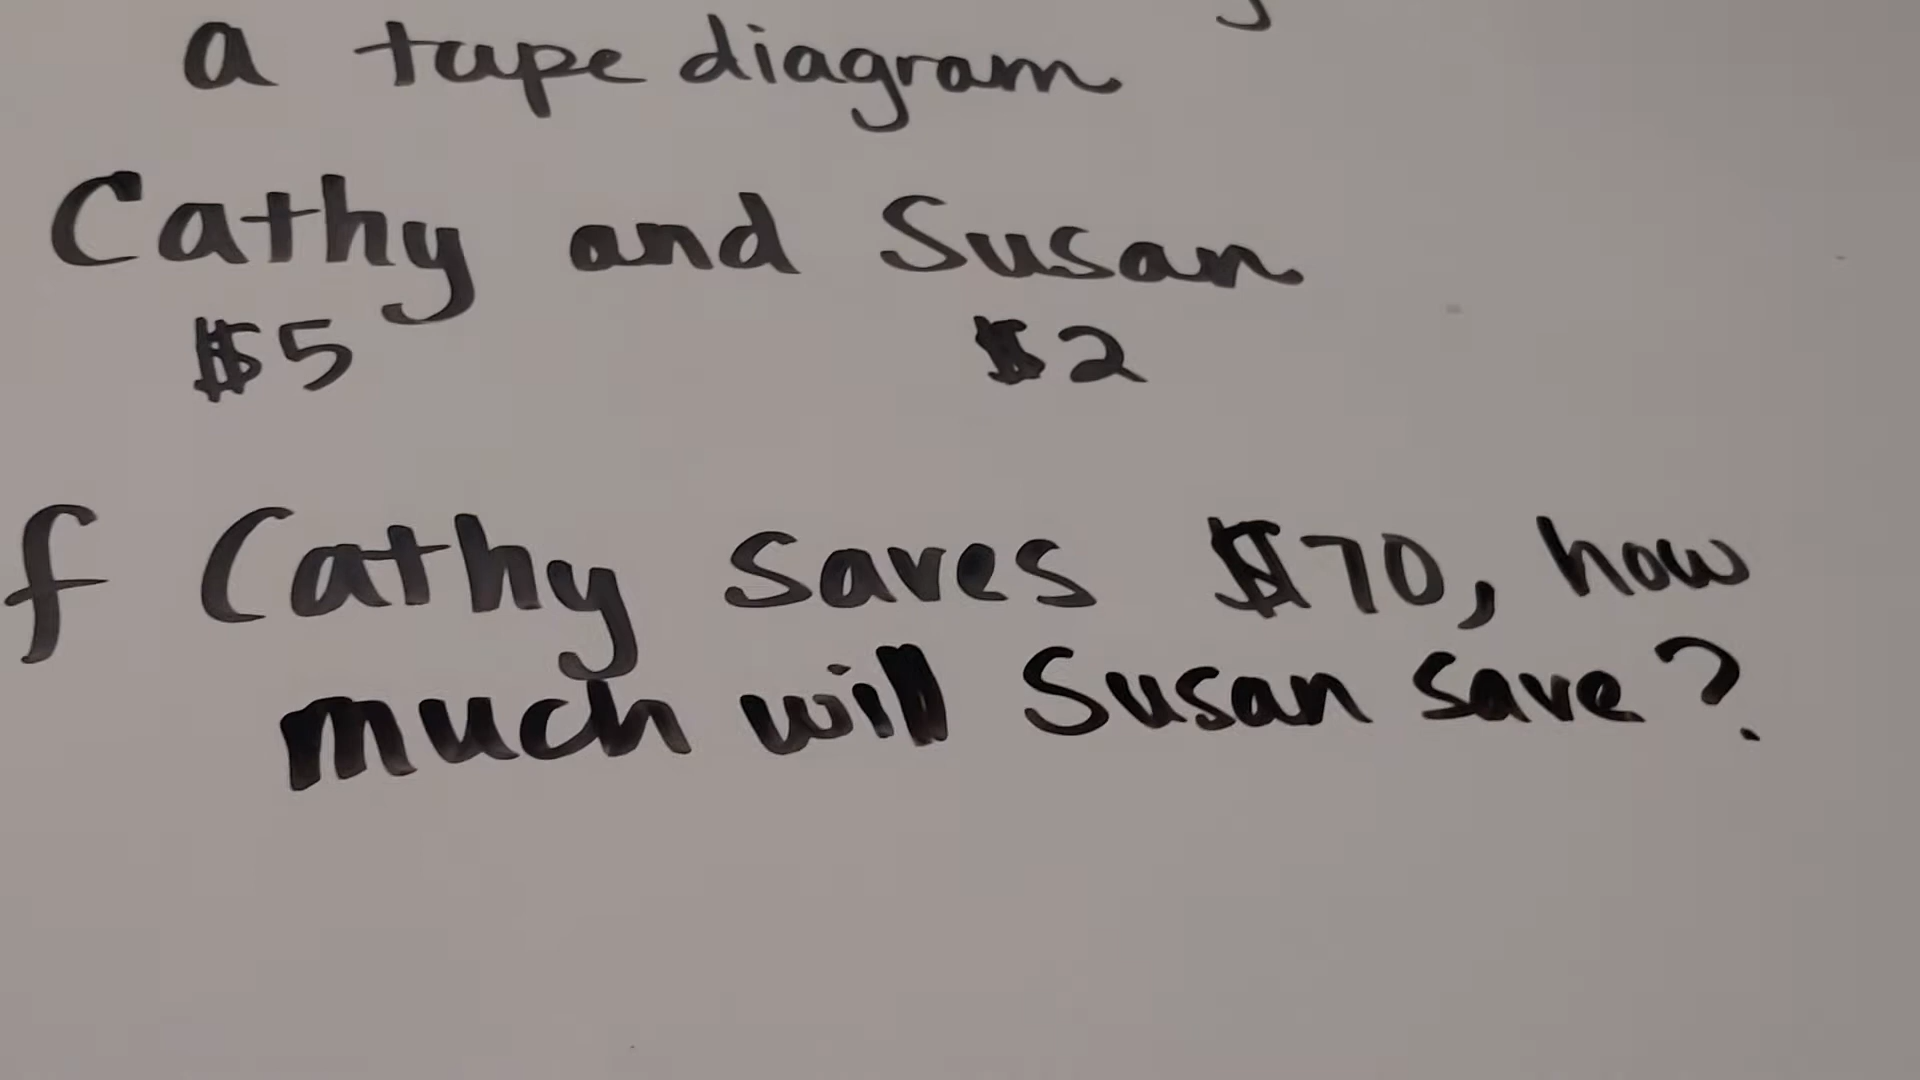 a tape diagram
Cathy and Susan
$5 $2
f Cathy saves $70, how
much will Susan save?